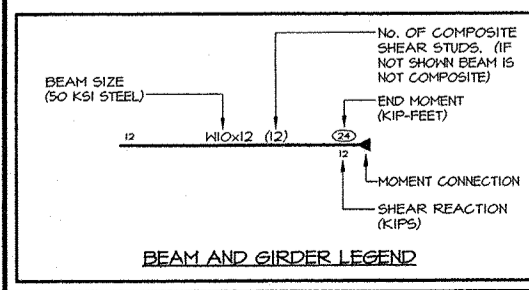 No. OF COMPOSITE
SHEAR STUDS. (IF
NOT SHOWN BEAM IS
NOT COMPOSITE)
BEAM SIZE
(50 KSI STEEL)
END MOMENT
(KIP-FEET)
12 W10x12 (12) 24
12
MOMENT CONNECTION
SHEAR REACTION
(KIPS)
BEAM AND GIRDER LEGEND